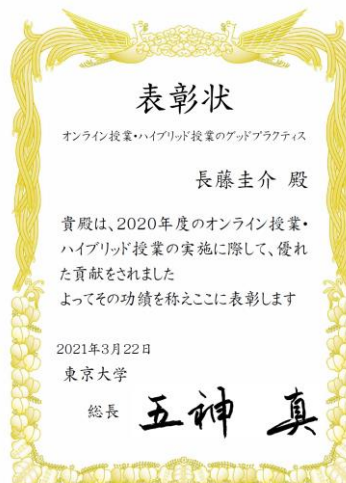 表彰状
オンライン授業・ハイブリッド授業のグッドプラクティス
長藤圭介 殿
貴殿は、2020年度のオンライン授業・
ハイブリッド授業の実施に際して、優れ
た貢献をされました
よってその功績を称えここに表彰します
2021年3月22日
東京大学
総長 五神 真